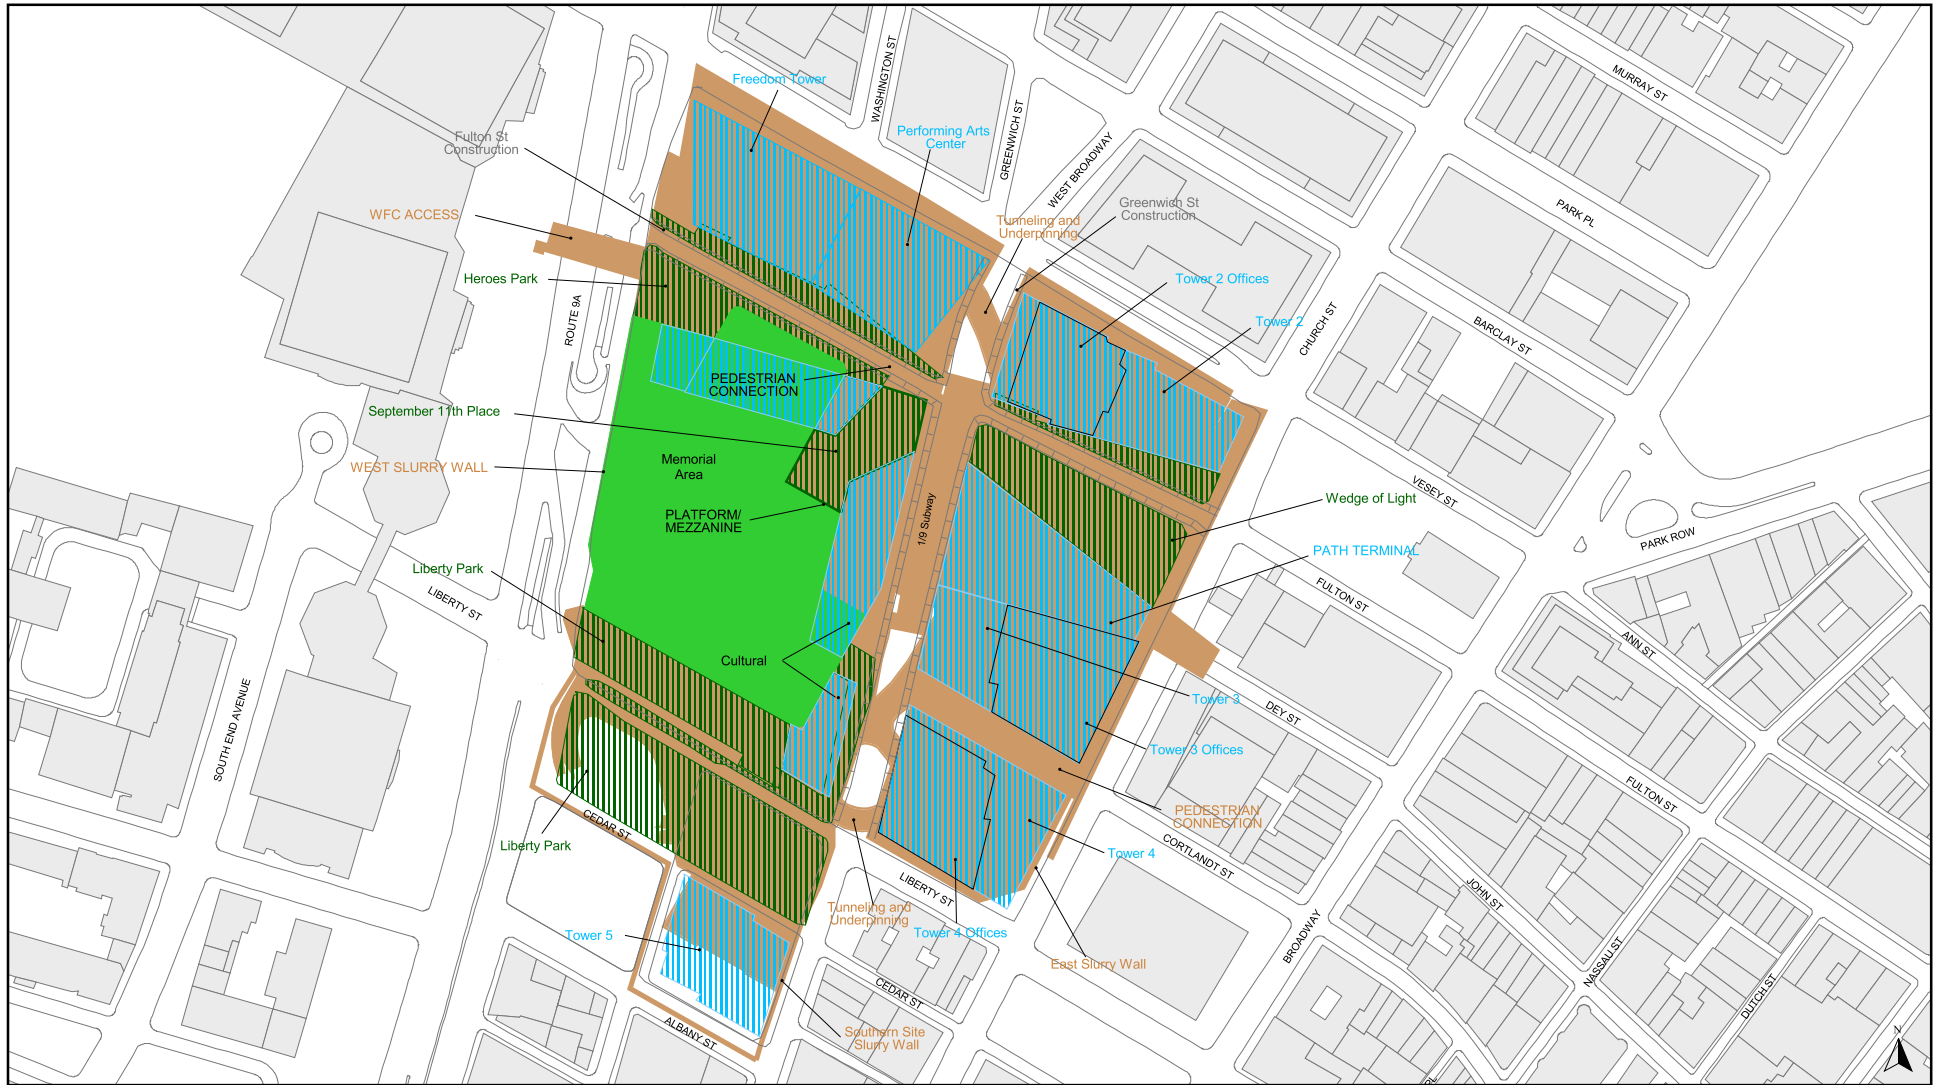 WASHINGTON ST
MURRAY ST
Freedom Tower
Performing Arts
Center
GREENWICH ST
Fulton St
Construction
WEST BROADWAY
WFC ACCESS
Tunneling and
Underpinning
Greenwich St
Construction
PARK PL
Heroes Park
Tower 2 Offices
ROUTE 9A
CHURCH ST
Tower 2
BARCLAY ST
PEDESTRIAN
CONNECTION
September 11th Place
WEST SLURRY WALL
Memorial
Area
VESEY ST
Wedge of Light
PLATFORM/
MEZZANINE
1/9 Subway
PARK ROW
PATH TERMINAL
Liberty Park
LIBERTY ST
FULTON ST
ANN ST
Cultural
Tower 3
DEY ST
SOUTH END AVENUE
Tower 3 Offices
FULTON ST
PEDESTRIAN
CONNECTION
CEDAR ST
Liberty Park
Tower 4
CORTLANDT ST
LIBERTY ST
JOHN ST
Tunneling and
Underpinning
Tower 4 Offices
Tower 5
BROADWAY
East Slurry Wall
NASSAU ST
CEDAR ST
DUTCH ST
Southern Site
Slurry Wall
ALBANY ST
N
PL